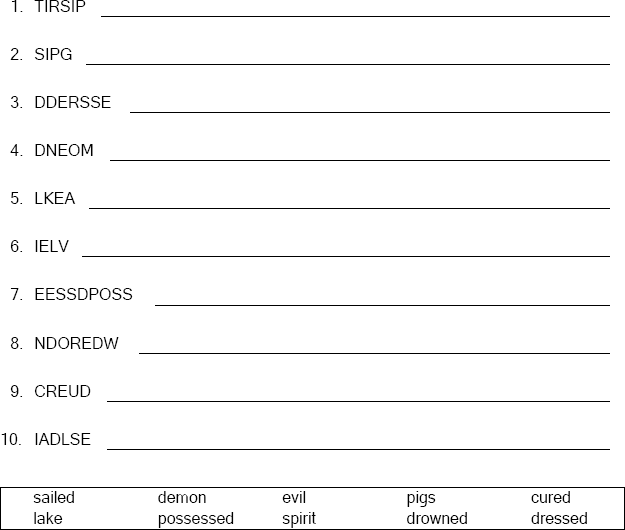 1. TIRSIP
2. SIPG
3. DDERSSE
4. DNEOM
5. LKEA
6. IELV
7. EESSDPOSS
8. NDOREDW
9. CREUD
10. IADLSE
sailed demon evil pigs cured
lake possessed spirit drowned dressed